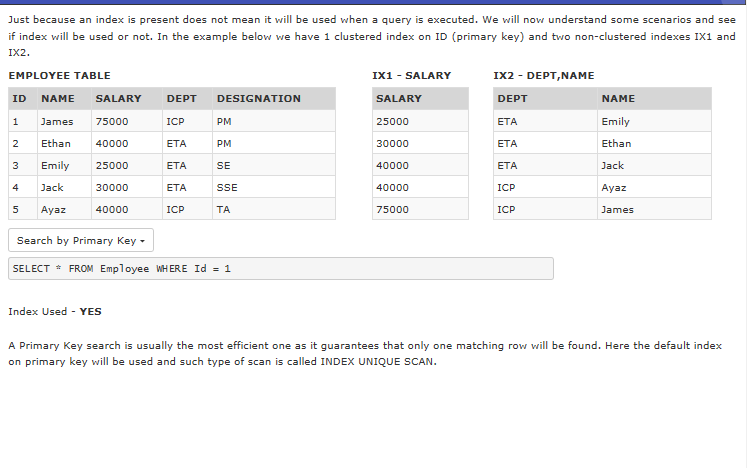 Just because an index is present does not mean it will be used when a query is executed. We will now understand some scenarios and see
if index will be used or not. In the example below we have 1 clustered index on ID (primary key) and two non-clustered indexes IX1 and
IX2.
EMPLOYEE TABLE
ID NAME SALARY DEPT DESIGNATION
1 James 75000 ICP PM
2 Ethan 40000 ETA PM
3 Emily 25000 ETA SE
4 Jack 30000 ETA SSE
5 Ayaz 40000 ICP TA
IX1 - SALARY
SALARY
25000
30000
40000
40000
75000
IX2 - DEPT,NAME
DEPT NAME
ETA Emily
ETA Ethan
ETA Jack
ICP Ayaz
ICP James
Search by Primary Key
SELECT * FROM Employee WHERE Id = 1
Index Used - YES
A Primary Key search is usually the most efficient one as it guarantees that only one matching row will be found. Here the default index
on primary key will be used and such type of scan is called INDEX UNIQUE SCAN.